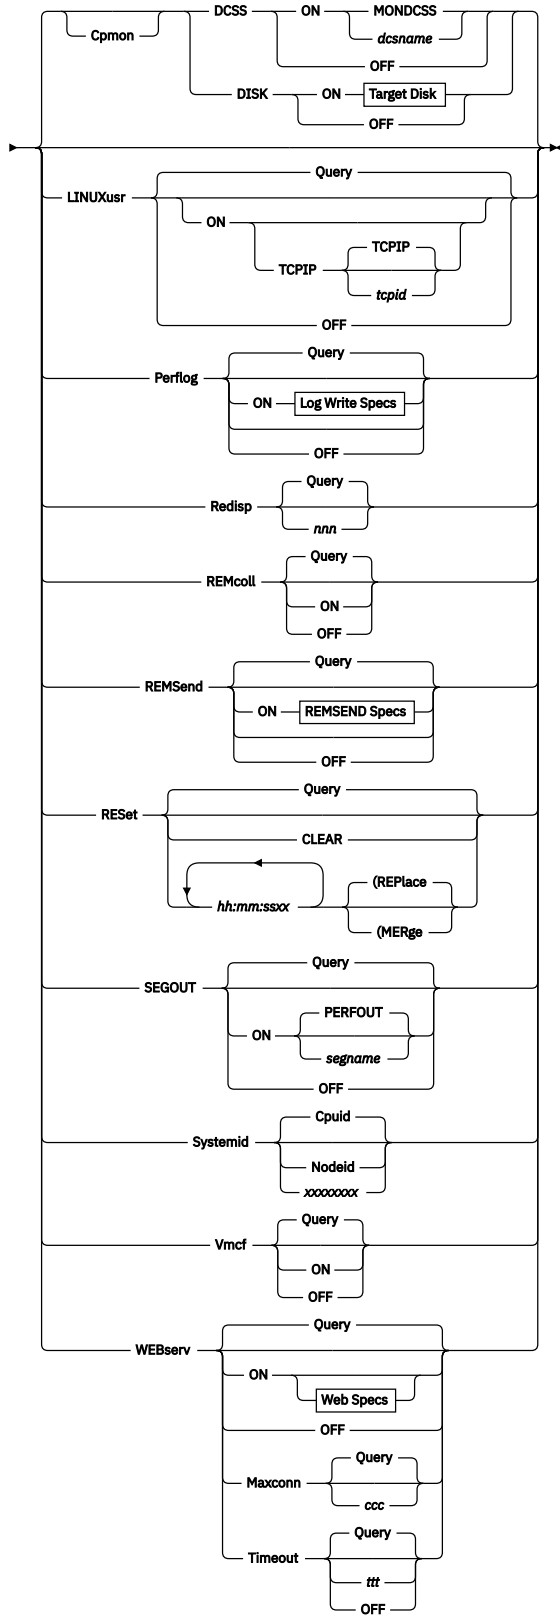 DCSS ON MONDCSS
Cpmon
dcsname
OFF
DISK ON Target Disk
OFF
Query
LINUXusr
ON
TCPIP
TCPIP
tcpid
OFF
Query
Perflog
ON Log Write Specs
OFF
Query
Redisp
nnn
Query
REMcoll
ON
OFF
Query
REMSend
ON REMSEND Specs
OFF
Query
RESet
CLEAR
(REPlace
hh:mm:ssxx
(MERge
Query
SEGOUT
PERFOUT
ON
segname
OFF
Cpuid
Systemid
Nodeid
xxxxxxxx
Query
Vmcf
ON
OFF
Query
WEBserv
ON
Web Specs
OFF
Query
Maxconn
ccc
Query
Timeout
ttt
OFF